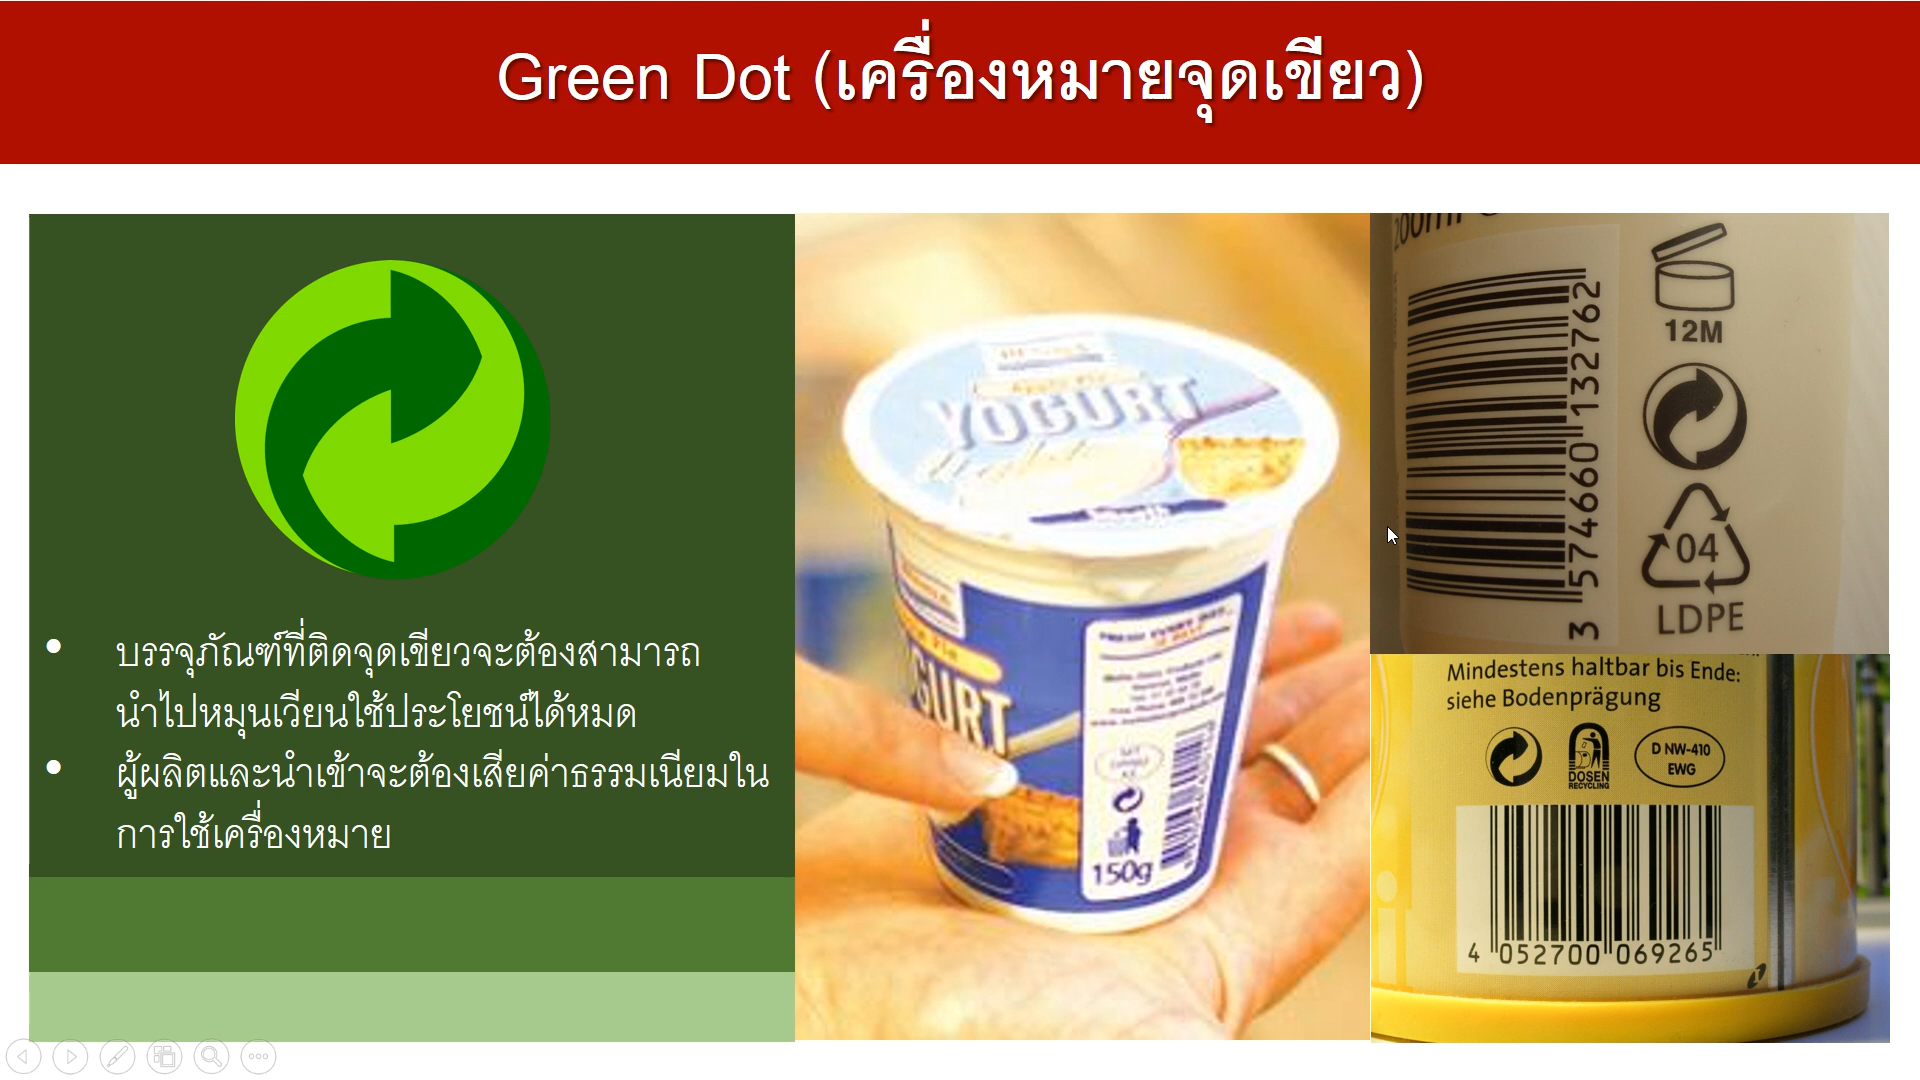 Green Dot (เครื่องหมายจุดเขียว)
• บรรจุภัณฑ์ที่ติดจุดเขียวจะต้องสามารถ
นำไปหมุนเวียนใช้ประโยชน์ได้หมด
• ผู้ผลิตและนำเข้าจะต้องเสียค่าธรรมเนียมใน
การใช้เครื่องหมาย
YOGURT
GURT
150g
200ml
12M
3 574660 132762
04
LDPE
Mindestens haltbar bis Ende:
siehe Bodenprägung
DOSEN
RECYCLING
D NW-410
EWG
4 052700 069265